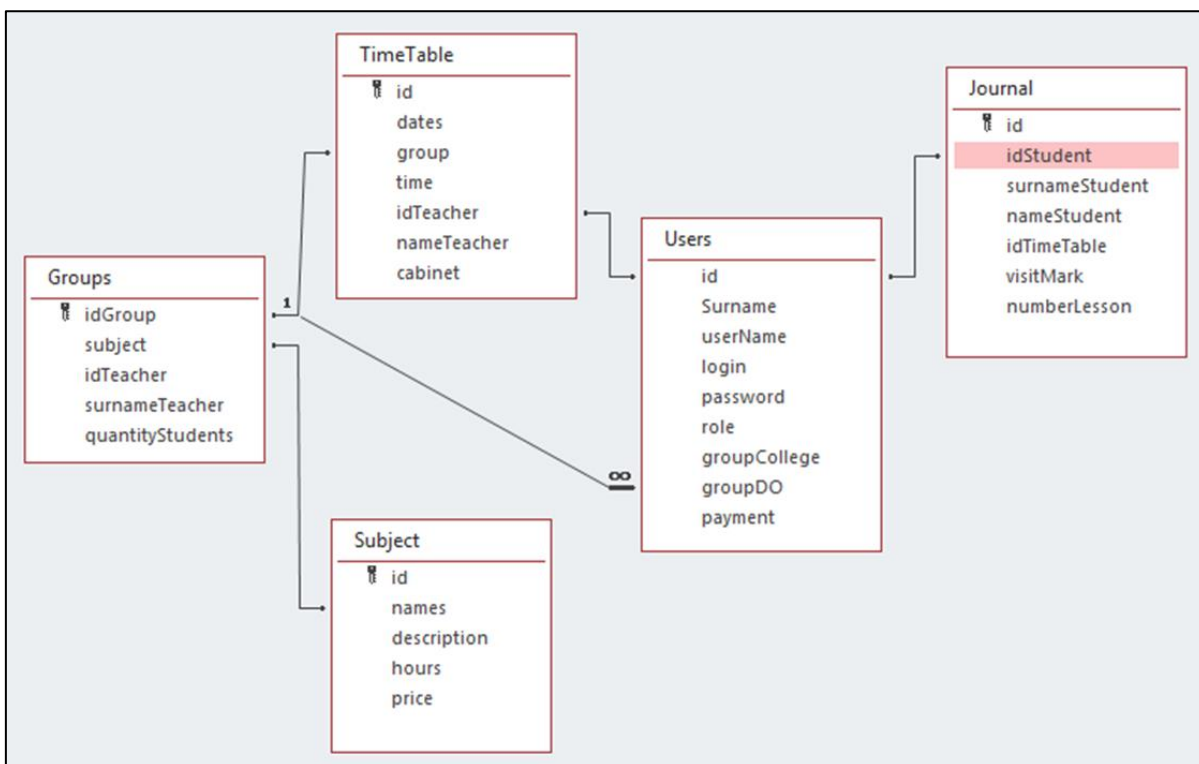 TimeTable
id
dates
group
time
idTeacher
nameTeacher
cabinet
Journal
id
idStudent
surnameStudent
nameStudent
idTimeTable
visitMark
numberLesson
Users
id
Surname
userName
login
password
role
groupCollege
groupDO
payment
Groups
idGroup
subject
idTeacher
surnameTeacher
quantityStudents
1
∞
Subject
id
names
description
hours
price